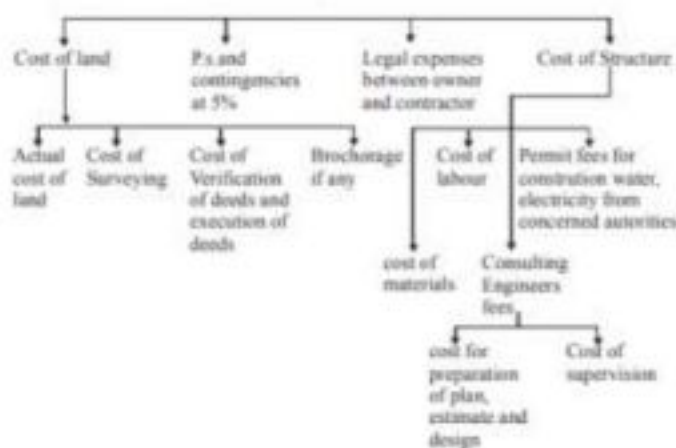 Cost of land
P.s and
contingencies
at 5%
Legal expenses
between owner
and contractor
Cost of Structure
Actual
cost of
land
Cost of
Surveying
Cost of
Verification
of deeds and
execution of
deeds
Brochorage
if any
Cost of
labour
Permit fees for
constrution water,
electricity from
concerned autorities
cost of
materials
Consulting
Engineers
fees
cost for
preparation
of plan,
estimate and
design
Cost of
supervision